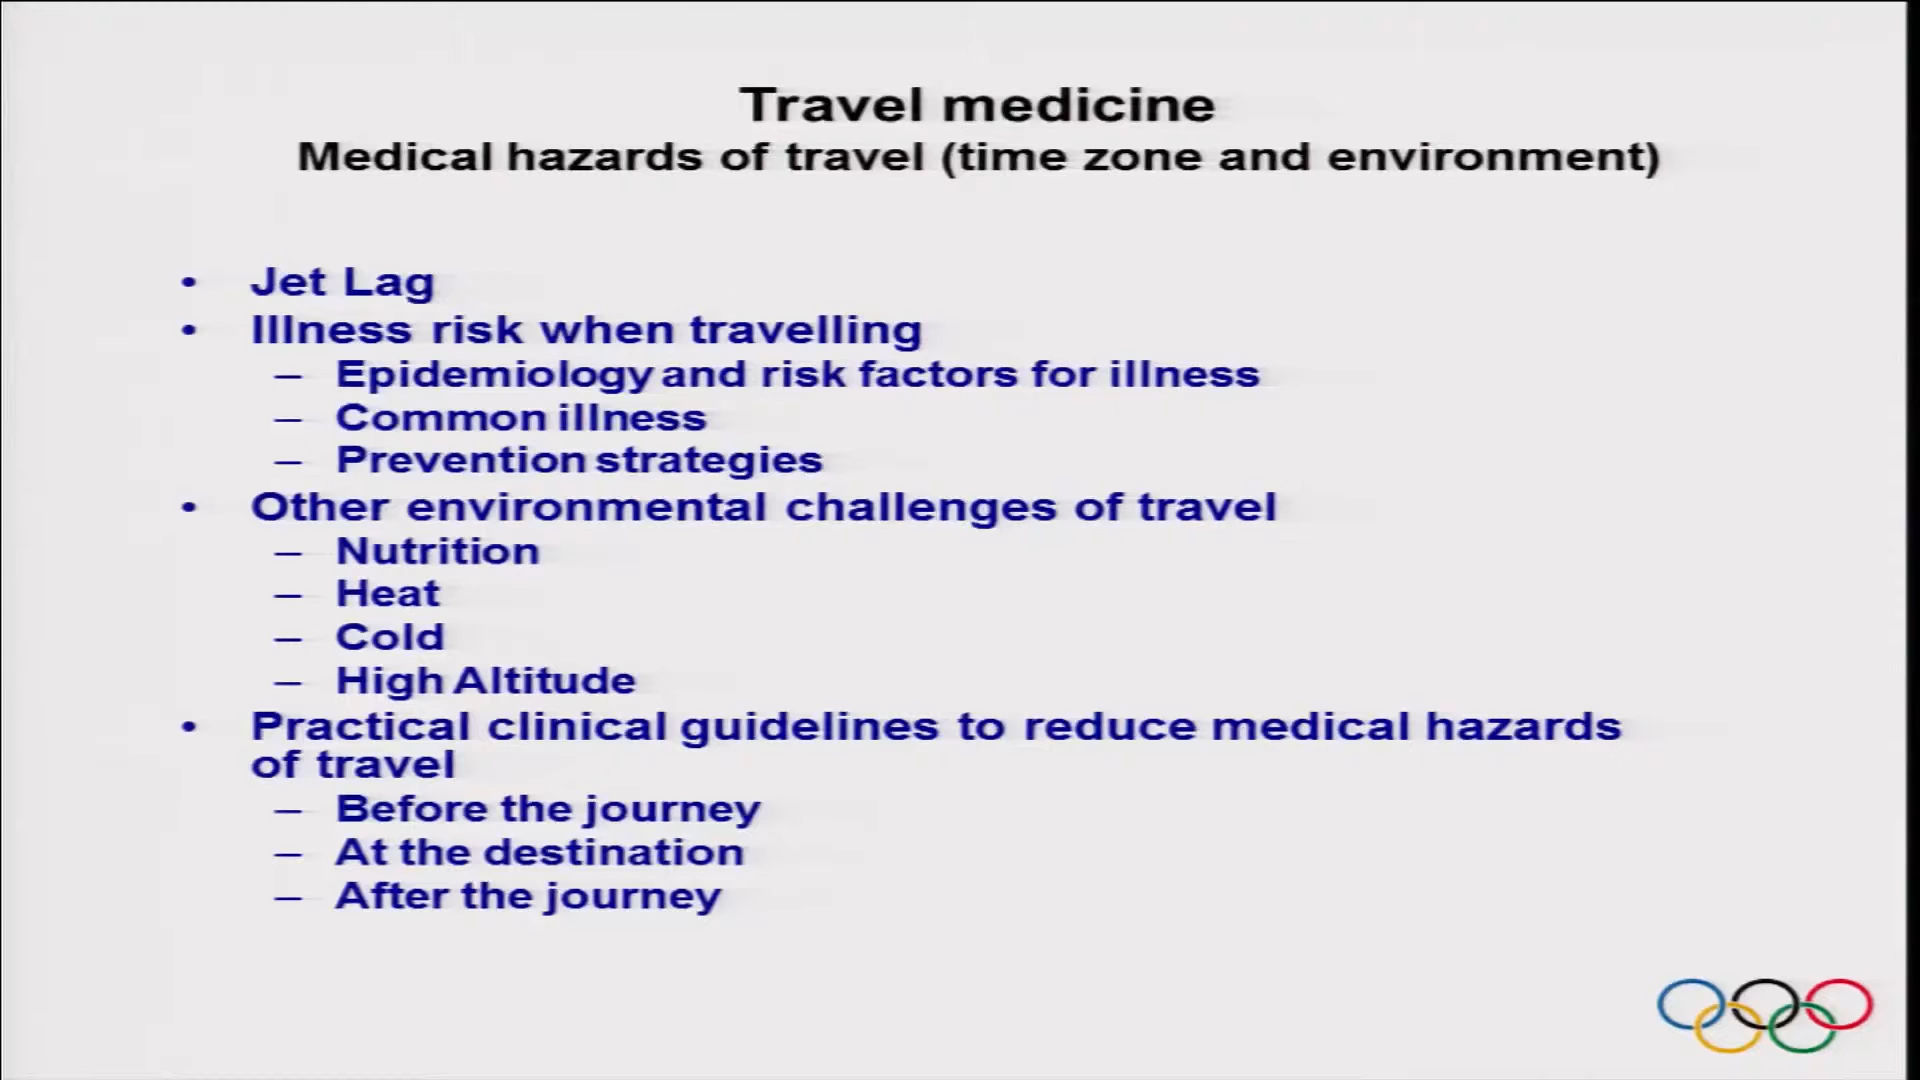 Travel medicine
Medical hazards of travel (time zone and environment)
• Jet Lag
• Illness risk when travelling
– Epidemiology and risk factors for illness
– Common illness
– Prevention strategies
• Other environmental challenges of travel
– Nutrition
– Heat
– Cold
– High Altitude
• Practical clinical guidelines to reduce medical hazards
of travel
– Before the journey
– At the destination
– After the journey